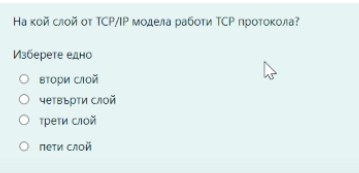 На кой слой от TCP/IP модела работи TCP протокола?
Изберете едно
втори слой
четвърти слой
трети слой
пети слой